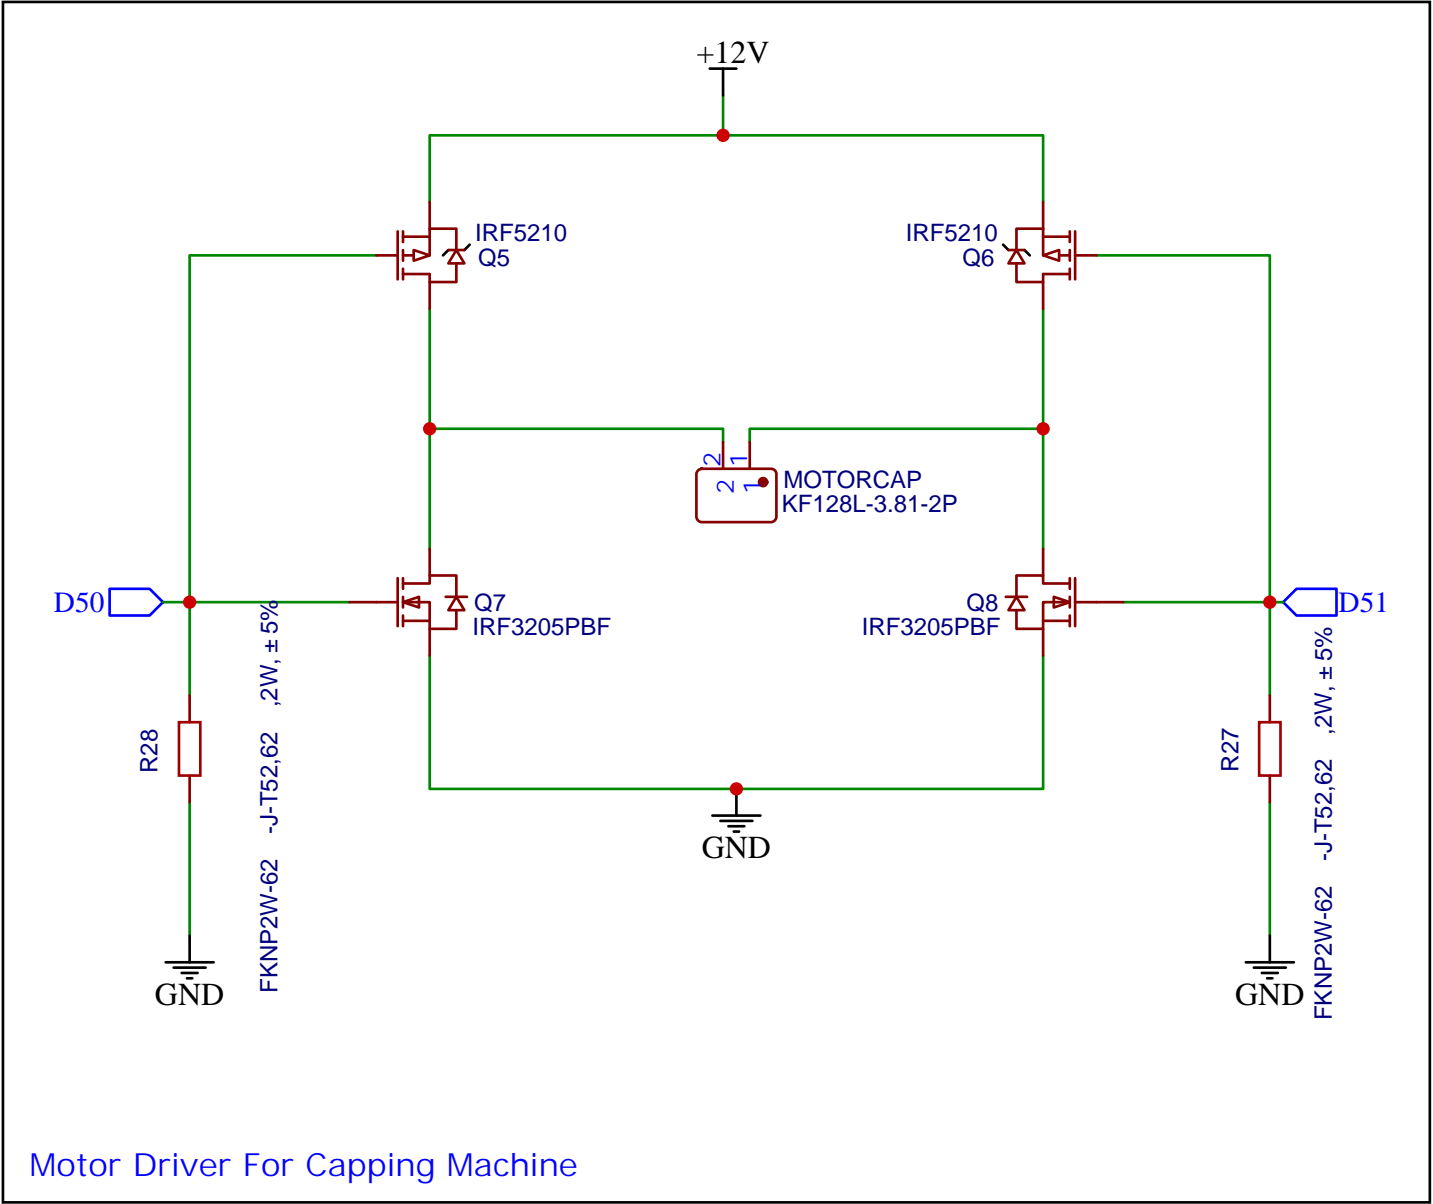 +12V
IRF5210
Q5
IRF5210
Q6
2 1
2 1
MOTORCAP
KF128L-3.81-2P
D50
Q7
IRF3205PBF
Q8
IRF3205PBF
D51
R28
FKNP2W-62 -J-T52,62 ,2W,±5%
R27
FKNP2W-62 -J-T52,62 ,2W,±5%
GND
GND
GND
Motor Driver For Capping Machine